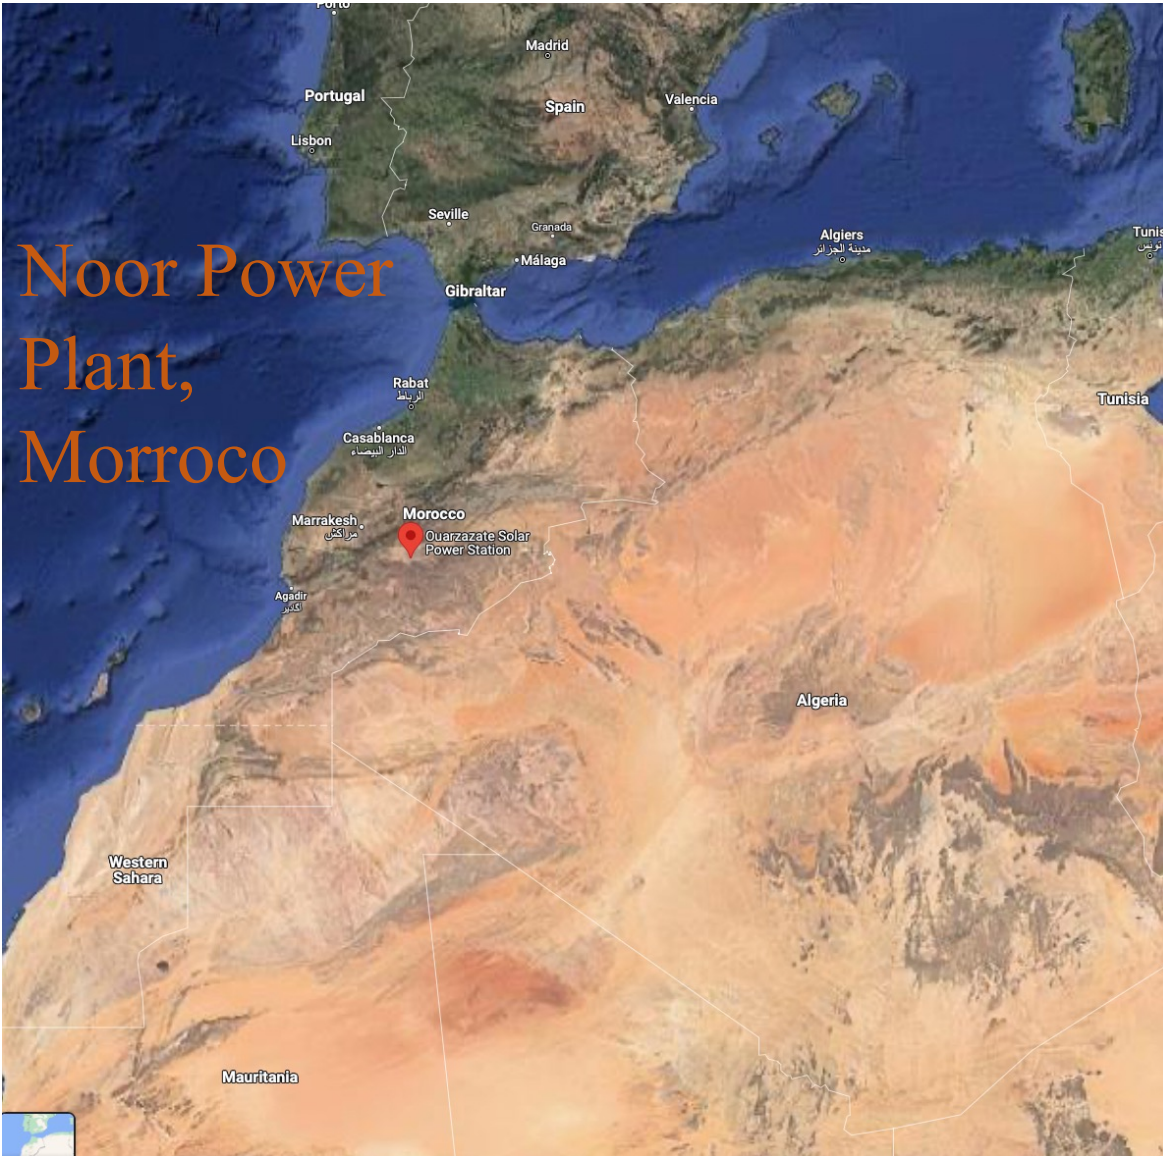 Porto
Madrid
Portugal
Spain
Valencia
Lisbon
Seville
Granada
Algiers
مدينة الجزائر
Tunis
تونس
Málaga
Noor Power
Plant,
Morroco
Gibraltar
Rabat
الرباط
Tunisia
Casablanca
الدار البيضاء
Morocco
Marrakesh
مراكش
Ouarzazate Solar
Power Station
Agadir
أكادير
Algeria
Western
Sahara
Mauritania